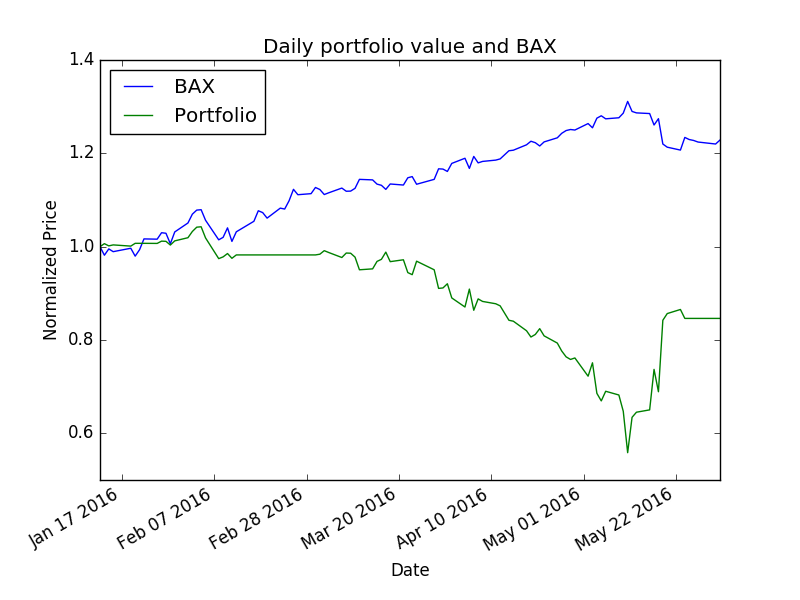 Daily portfolio value and BAX
1.4
1.2
1.0
0.8
0.6
Normalized Price
BAX
Portfolio
Jan 17 2016
Feb 07 2016
Feb 28 2016
Mar 20 2016
Apr 10 2016
May 01 2016
May 22 2016
Date